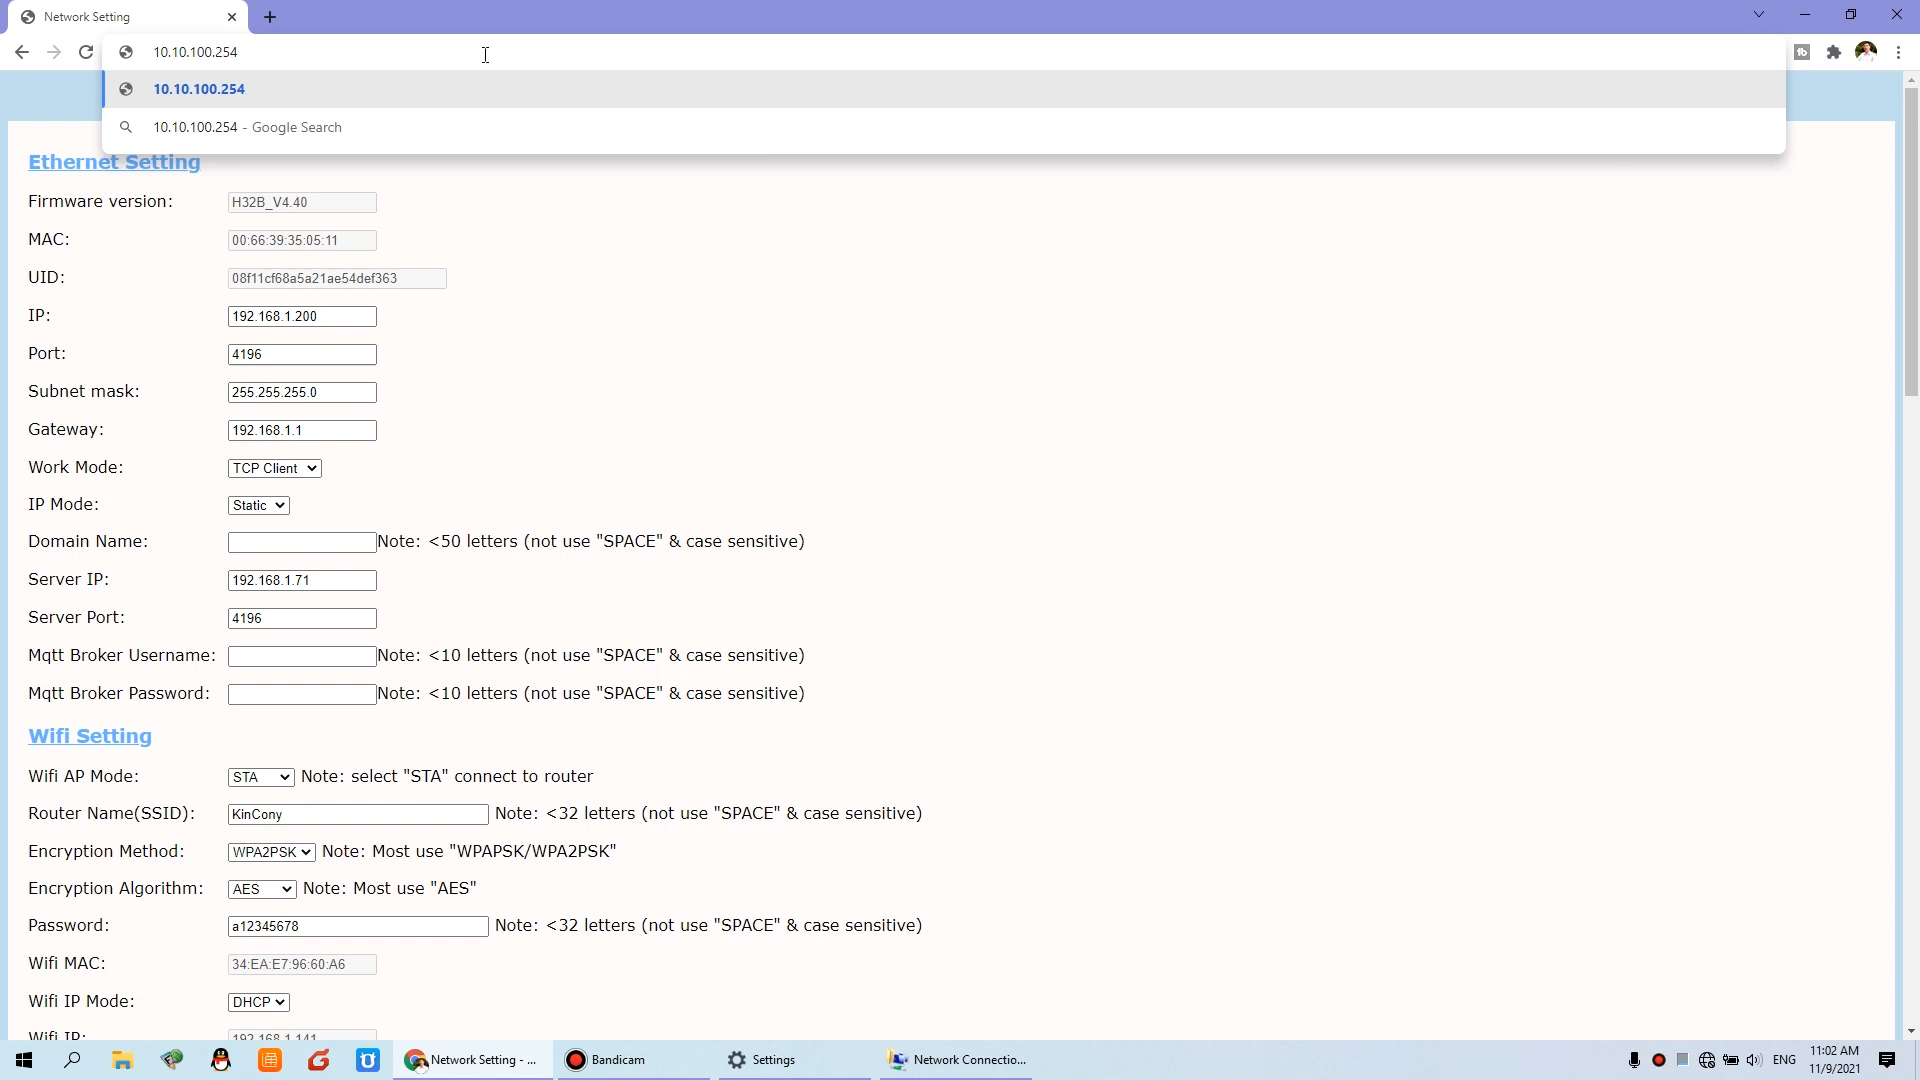 Network Setting
10.10.100.254
10.10.100.254
10.10.100.254 - Google Search
Ethernet Setting
Firmware version: H32B_V4.40
MAC: 00:66:39:35:05:11
UID: 08f11cf68a5a21ae54def363
IP: 192.168.1.200
Port: 4196
Subnet mask: 255.255.255.0
Gateway: 192.168.1.1
Work Mode: TCP Client
IP Mode: Static
Domain Name: Note: <50 letters (not use "SPACE" & case sensitive)
Server IP: 192.168.1.71
Server Port: 4196
Mqtt Broker Username: Note: <10 letters (not use "SPACE" & case sensitive)
Mqtt Broker Password: Note: <10 letters (not use "SPACE" & case sensitive)
Wifi Setting
Wifi AP Mode: STA Note: select "STA" connect to router
Router Name(SSID): KinCony Note: <32 letters (not use "SPACE" & case sensitive)
Encryption Method: WPA2PSK Note: Most use "WPAPSK/WPA2PSK"
Encryption Algorithm: AES Note: Most use "AES"
Password: a12345678 Note: <32 letters (not use "SPACE" & case sensitive)
Wifi MAC: 34:EA:E7:96:60:A6
Wifi IP Mode: DHCP
Wifi IP: 192.168.1.141
Network Setting - ... Bandicam Settings Network Connectio... ENG 11:02 AM
11/9/2021